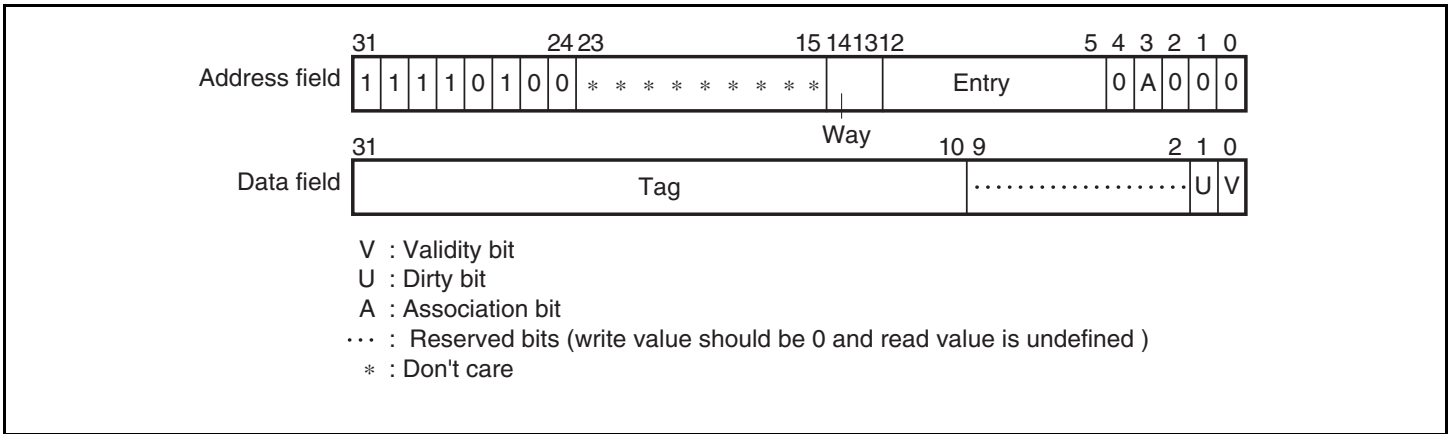 31 24 23 15 14 13 12 5 4 3 2 1 0
Address field 1 1 1 1 0 1 0 0 * * * * * * * * * Entry 0 A 0 0 0
Way
31 10 9 2 1 0
Data field Tag .................... U V
V : Validity bit
U : Dirty bit
A : Association bit
··· : Reserved bits (write value should be 0 and read value is undefined )
* : Don't care